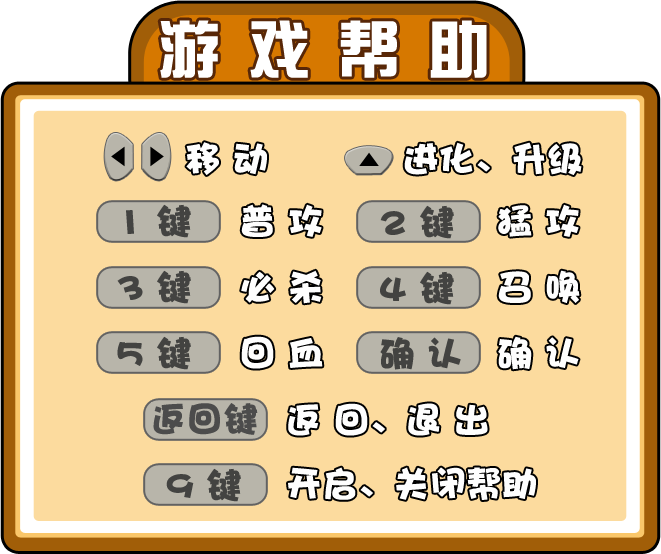 游戏帮助
移动 进化、升级
1键 普攻 2键 猛攻
3键 必杀 4键 召唤
5键 回血 确认 确认
返回键 返回、退出
9键 开启、关闭帮助